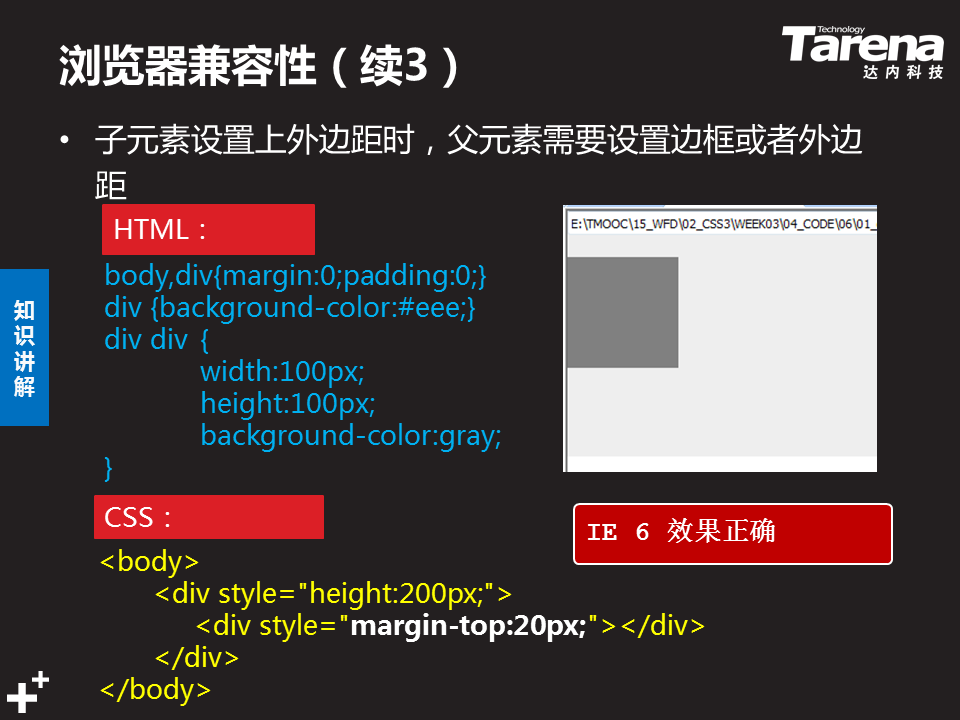 浏览器兼容性（续3）
Technology
Tarena
达内科技
• 子元素设置上外边距时，父元素需要设置边框或者外边
距
HTML：
body,div{margin:0;padding:0;}
div {background-color:#eee;}
div div {
width:100px;
height:100px;
background-color:gray;
}
E:\TMOOC\15_WFD\02_CSS3\WEEK03\04_CODE\06\01_
知
识
讲
解
CSS：
IE 6 效果正确
<body>
<div style="height:200px;">
<div style="margin-top:20px;"></div>
</div>
</body>